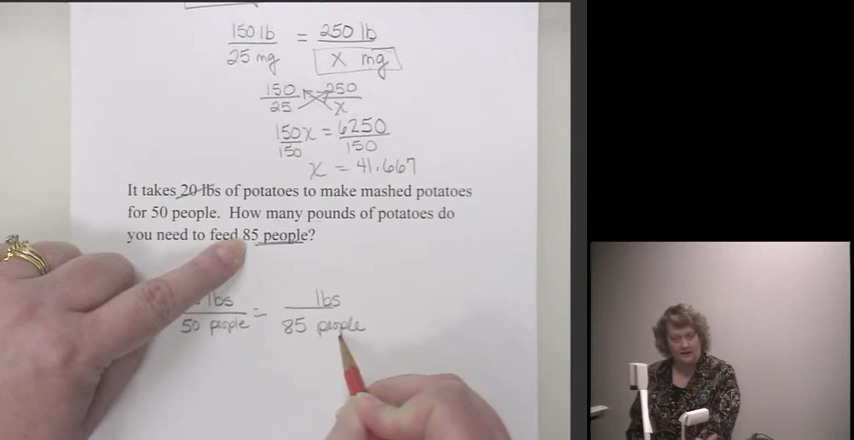 150 lb = 250 lb
25 mg x mg
150 250
25 x
150x = 6250
150 150
x = 41.667
It takes 20 lbs of potatoes to make mashed potatoes
for 50 people. How many pounds of potatoes do
you need to feed 85 people?
lbs = lbs
50 people 85 people